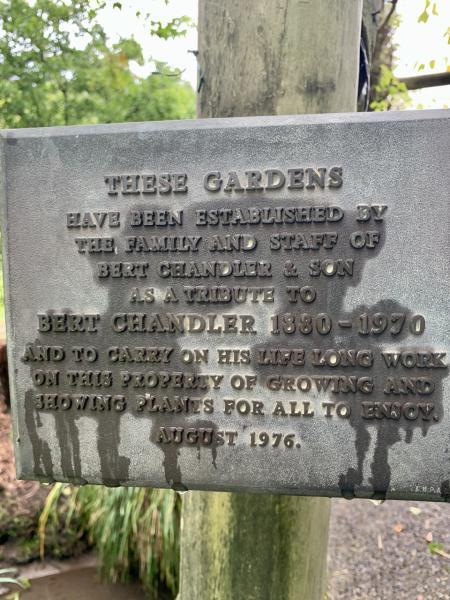 THESE GARDENS
HAVE BEEN ESTABLISHED BY
THE FAMILY AND STAFF OF
BERT CHANDLER & SON
AS A TRIBUTE TO
BERT CHANDLER 1880-1970
AND TO CARRY ON HIS LIFE LONG WORK
ON THIS PROPERTY OF GROWING AND
SHOWING PLANTS FOR ALL TO ENJOY.
AUGUST 1976.